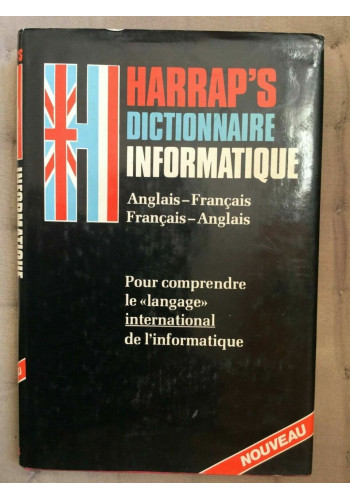 HARRAP'S
DICTIONNAIRE
INFORMATIQUE
Anglais–Français
Français–Anglais
Pour comprendre
le «langage»
international
de l'informatique
NOUVEAU
INFORMATIQUE